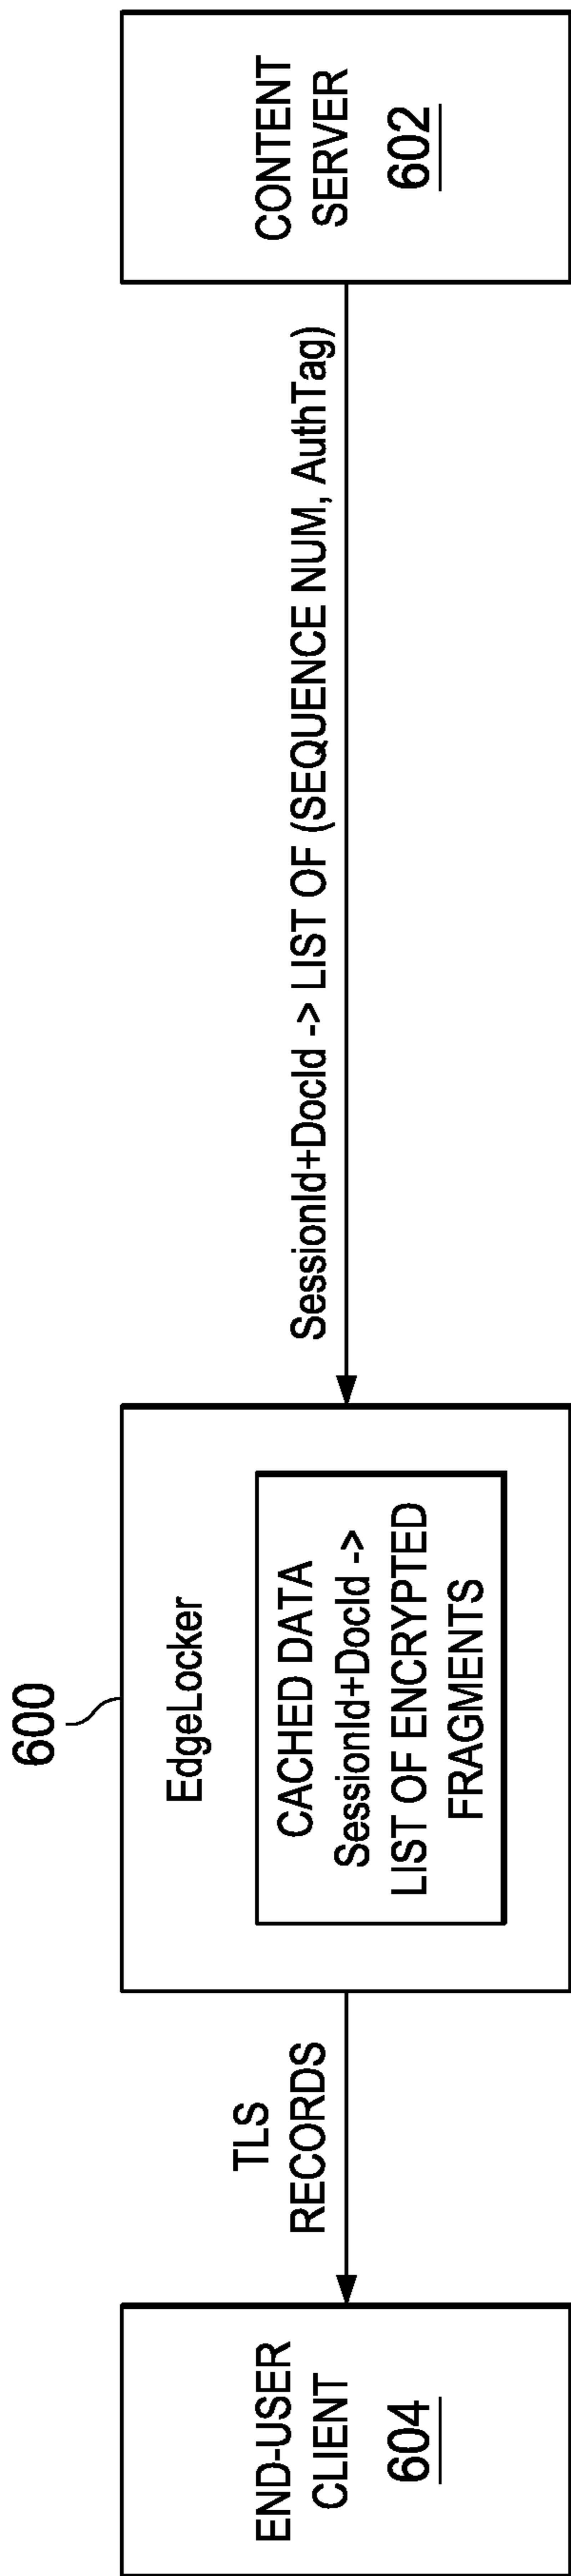 600
END-USER
CLIENT
604
TLS
RECORDS
EdgeLocker
CACHED DATA
SessionId+DocId ->
LIST OF ENCRYPTED
FRAGMENTS
SessionId+DocId -> LIST OF (SEQUENCE NUM, AuthTag)
CONTENT
SERVER
602